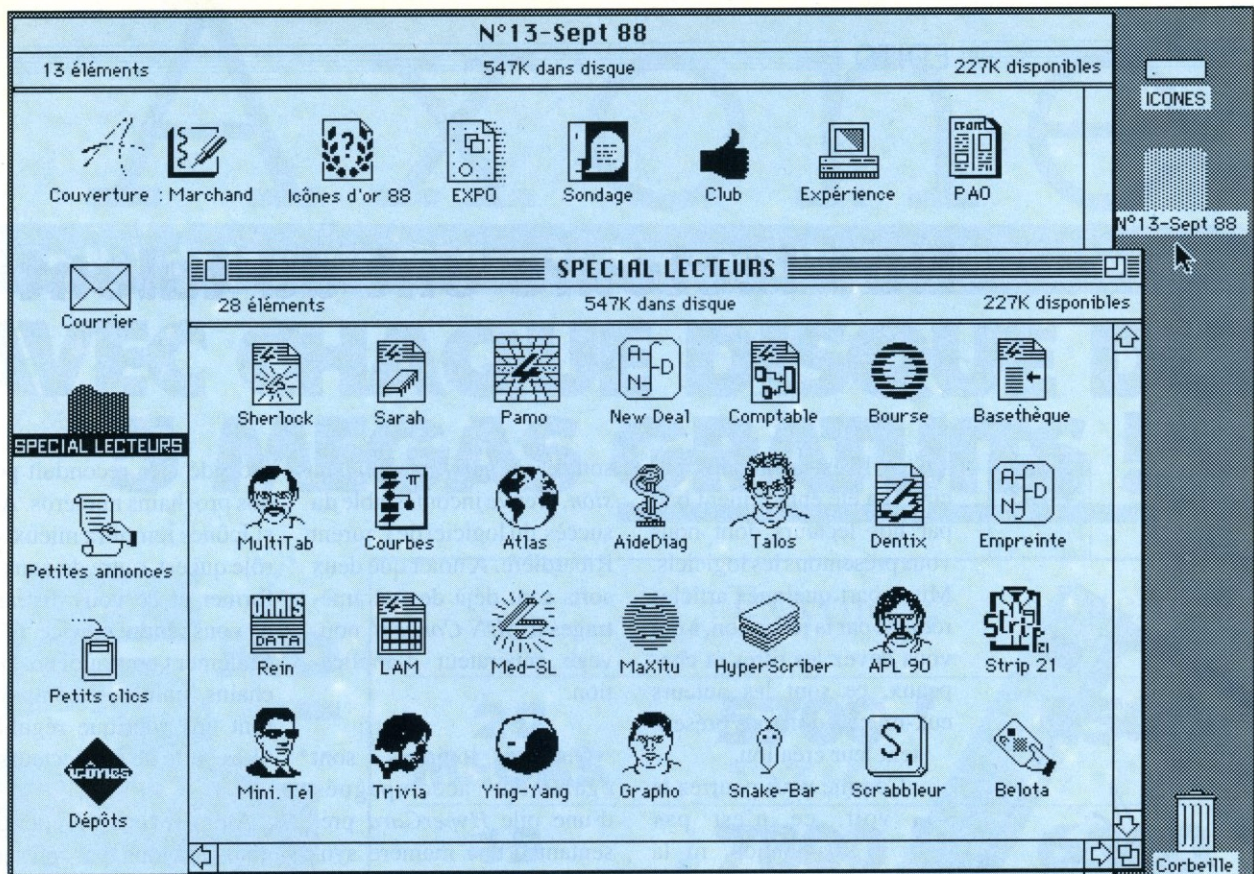 N°13-Sept 88
13 éléments 547K dans disque 227K disponibles
ICONES
Couverture : Marchand Icônes d'or 88 EXPO Sondage Club Expérience PAO
N°13-Sept 88
SPECIAL LECTEURS
28 éléments 547K dans disque 227K disponibles
Courrier
SPECIAL LECTEURS
Petites annonces
Petits clics
ICÔNES
Dépôts
Sherlock Sarah Pamo New Deal Comptable Bourse Basethèque
MultiTab Courbes Atlas AideDiag Talos Dentix Empreinte
OMNIS
DATA
Rein LAM Med-SL MaXitu HyperScriber APL 90 Strip 21
Mini.Tel Trivial Ying-Yang Grapho Snake-Bar Scrabbleur Belota
Corbeille